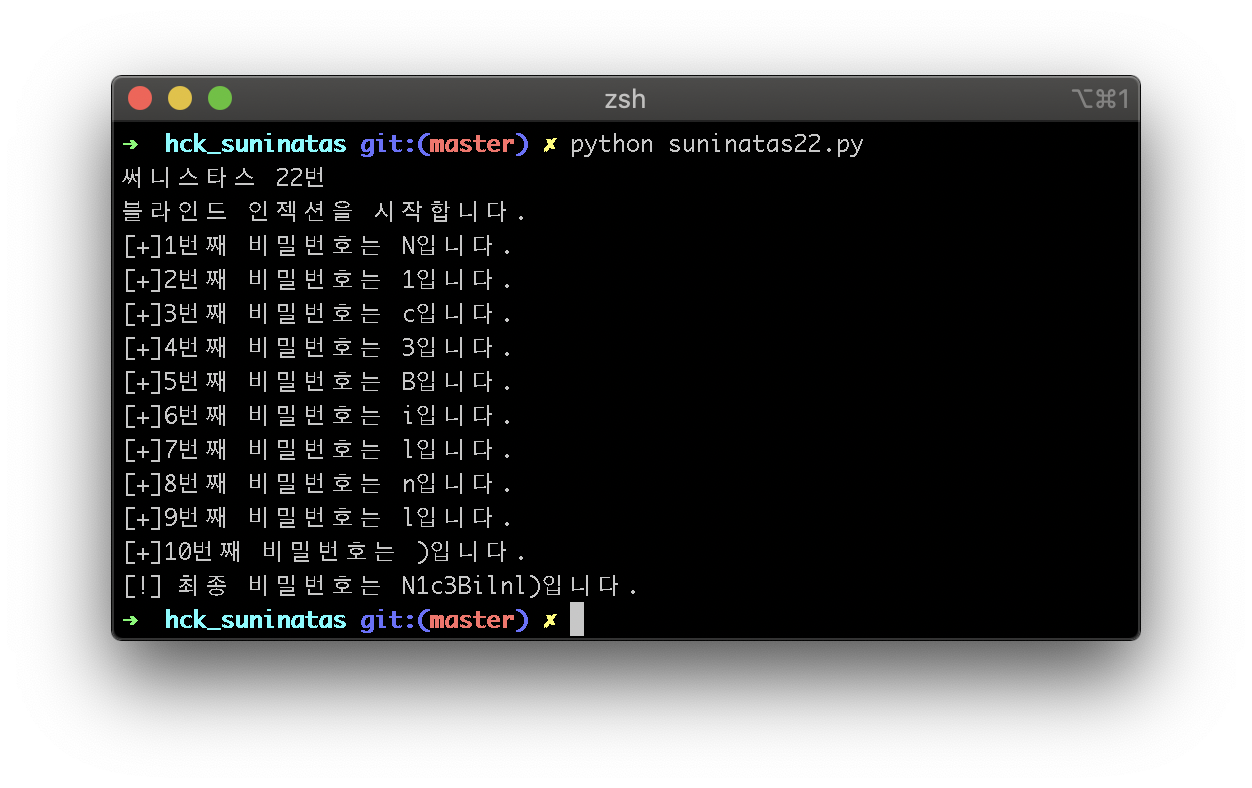 zsh ⌥⌘1
➜ hck_suninatas git:(master) ✗ python suninatas22.py
써니스타스 22번
블라인드 인젝션을 시작합니다.
[+]1번째 비밀번호는 N입니다.
[+]2번째 비밀번호는 1입니다.
[+]3번째 비밀번호는 c입니다.
[+]4번째 비밀번호는 3입니다.
[+]5번째 비밀번호는 B입니다.
[+]6번째 비밀번호는 i입니다.
[+]7번째 비밀번호는 l입니다.
[+]8번째 비밀번호는 n입니다.
[+]9번째 비밀번호는 l입니다.
[+]10번째 비밀번호는 )입니다.
[!] 최종 비밀번호는 N1c3Bilnl)입니다.
➜ hck_suninatas git:(master) ✗